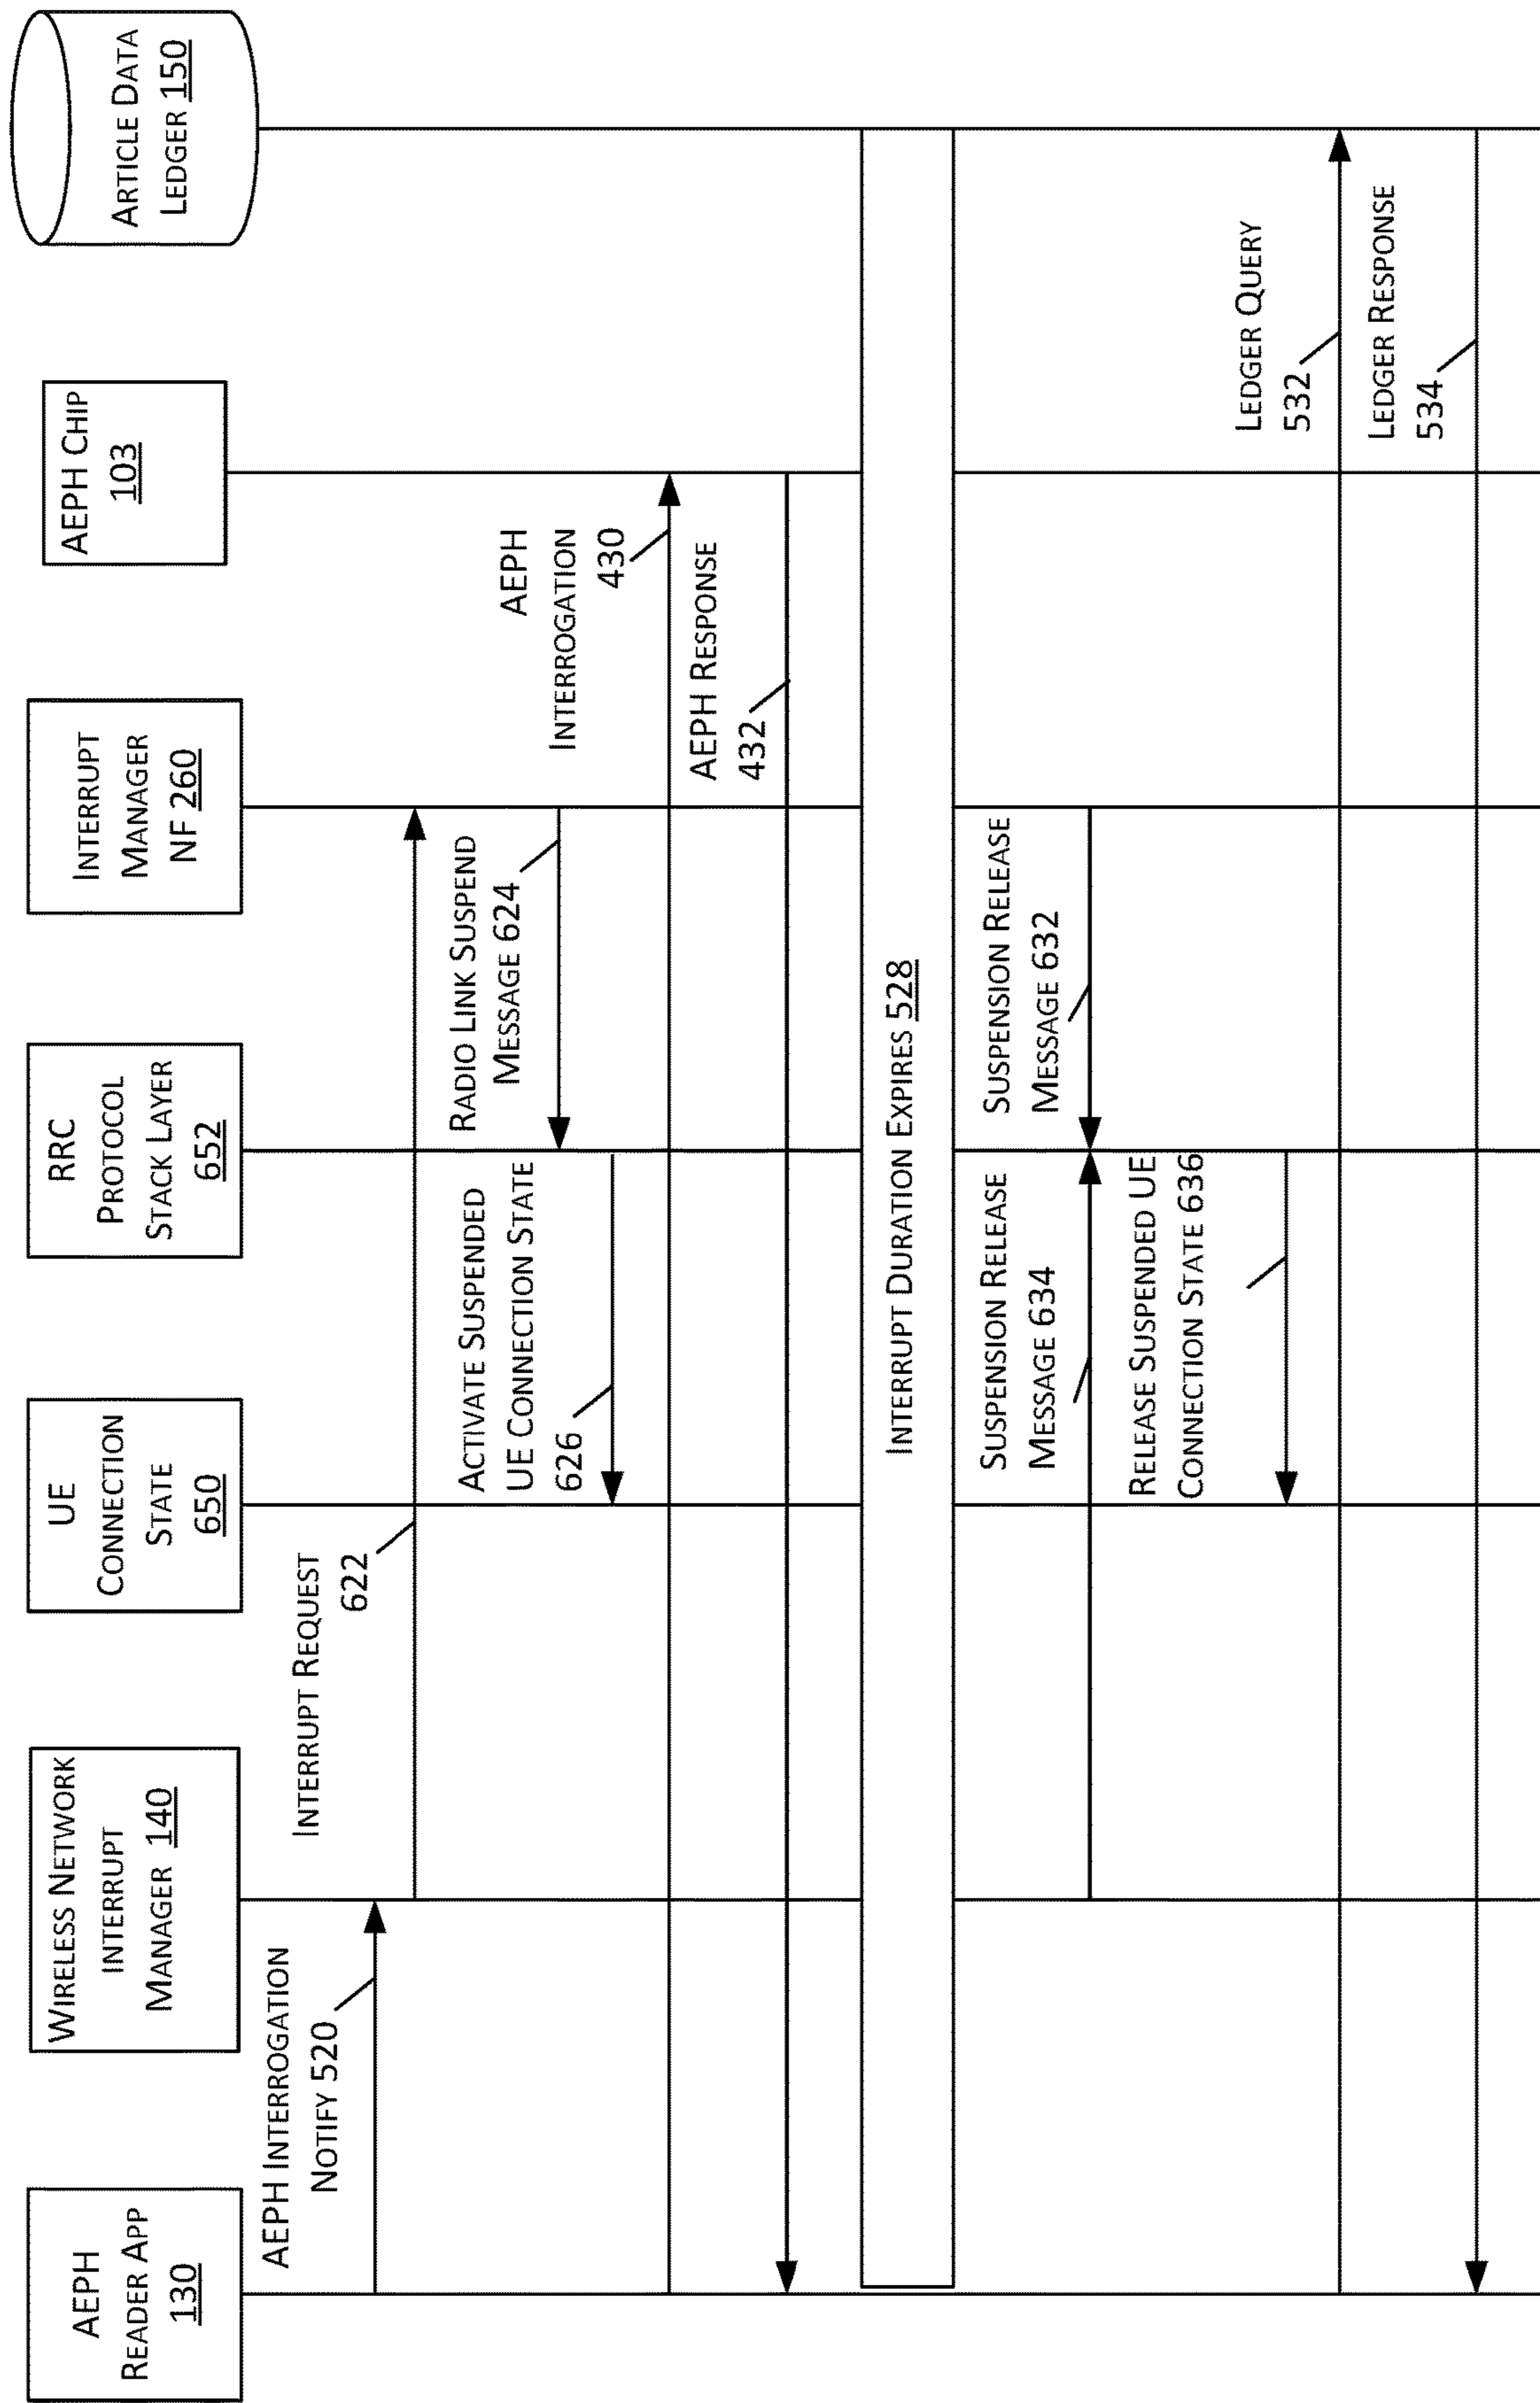 AEPH
READER APP
130
WIRELESS NETWORK
INTERRUPT
MANAGER 140
UE
CONNECTION
STATE
650
RRC
PROTOCOL
STACK LAYER
652
INTERRUPT
MANAGER
NF 260
AEPH CHIP
103
ARTICLE DATA
LEDGER 150
AEPH INTERROGATION
NOTIFY 520
INTERRUPT REQUEST
622
RADIO LINK SUSPEND
MESSAGE 624
ACTIVATE SUSPENDED
UE CONNECTION STATE
626
AEPH
INTERROGATION
430
AEPH RESPONSE
432
INTERRUPT DURATION EXPIRES 528
SUSPENSION RELEASE
MESSAGE 634
SUSPENSION RELEASE
MESSAGE 632
RELEASE SUSPENDED UE
CONNECTION STATE 636
LEDGER QUERY
532
LEDGER RESPONSE
534